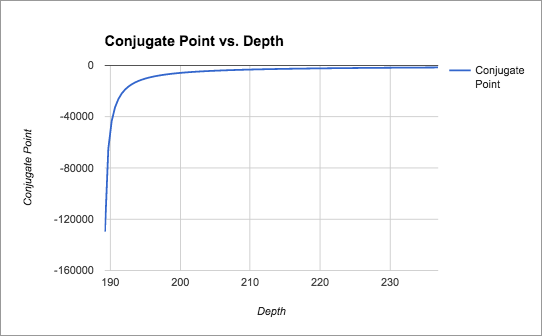 Conjugate Point vs. Depth
0
-40000
-80000
-120000
-160000
Conjugate Point
190
200
210
220
230
Depth
Conjugate
Point